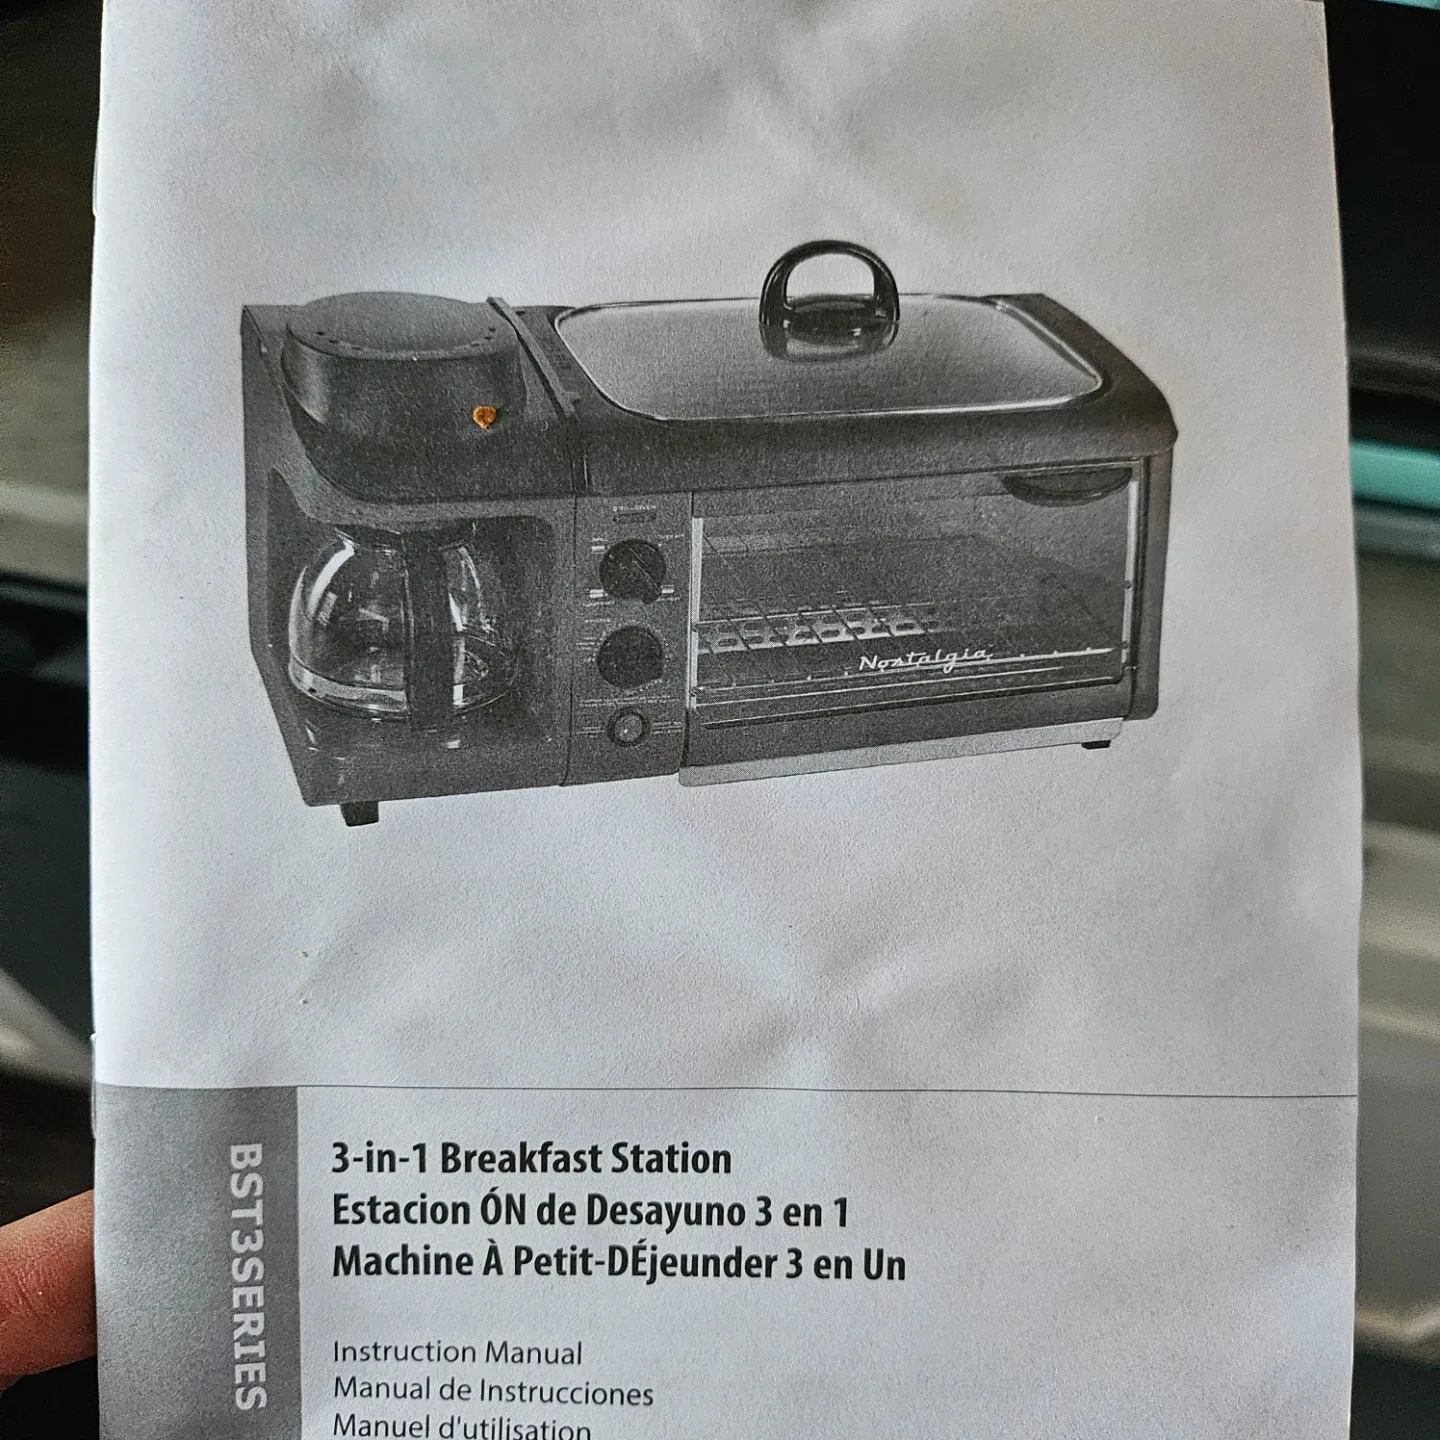 Nostalgia
BST3SERIES
3-in-1 Breakfast Station
Estacion ÓN de Desayuno 3 en 1
Machine À Petit-DÉjeunder 3 en Un
Instruction Manual
Manual de Instrucciones
Manuel d'utilisation